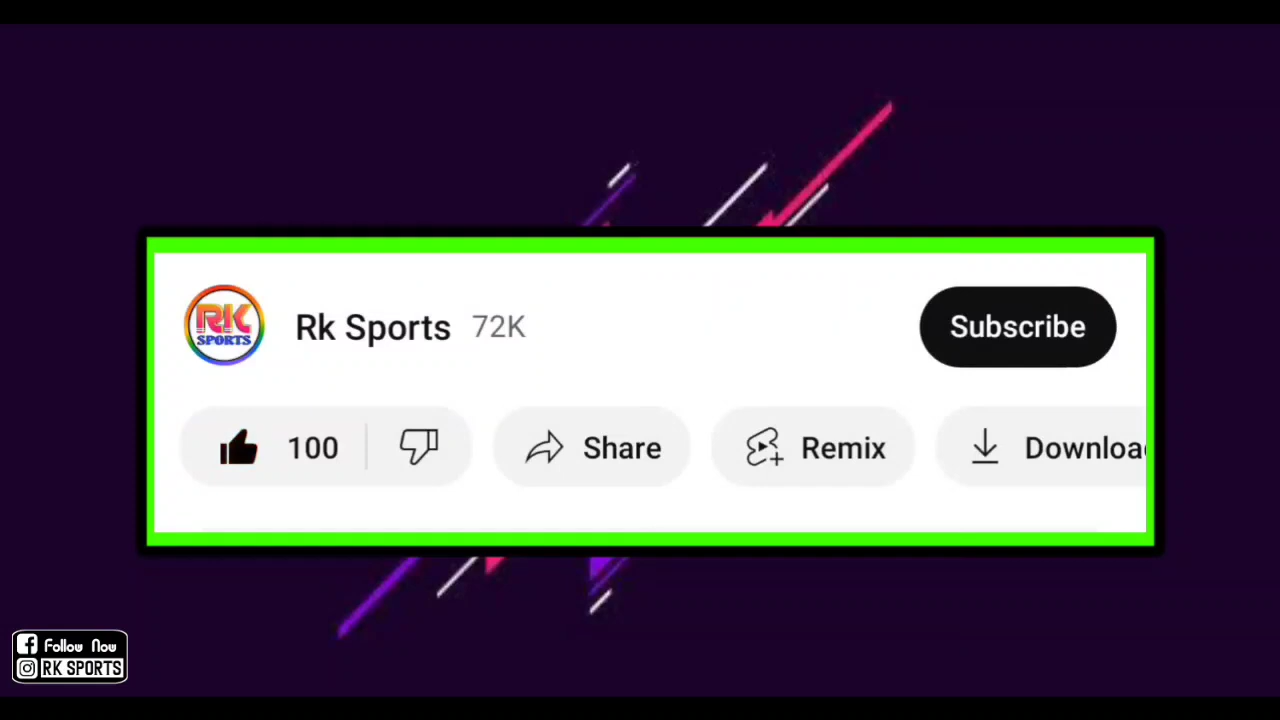 RK
SPORTS
Rk Sports 72K
Subscribe
100
Share
Remix
Downloa
Follow Now
RK SPORTS